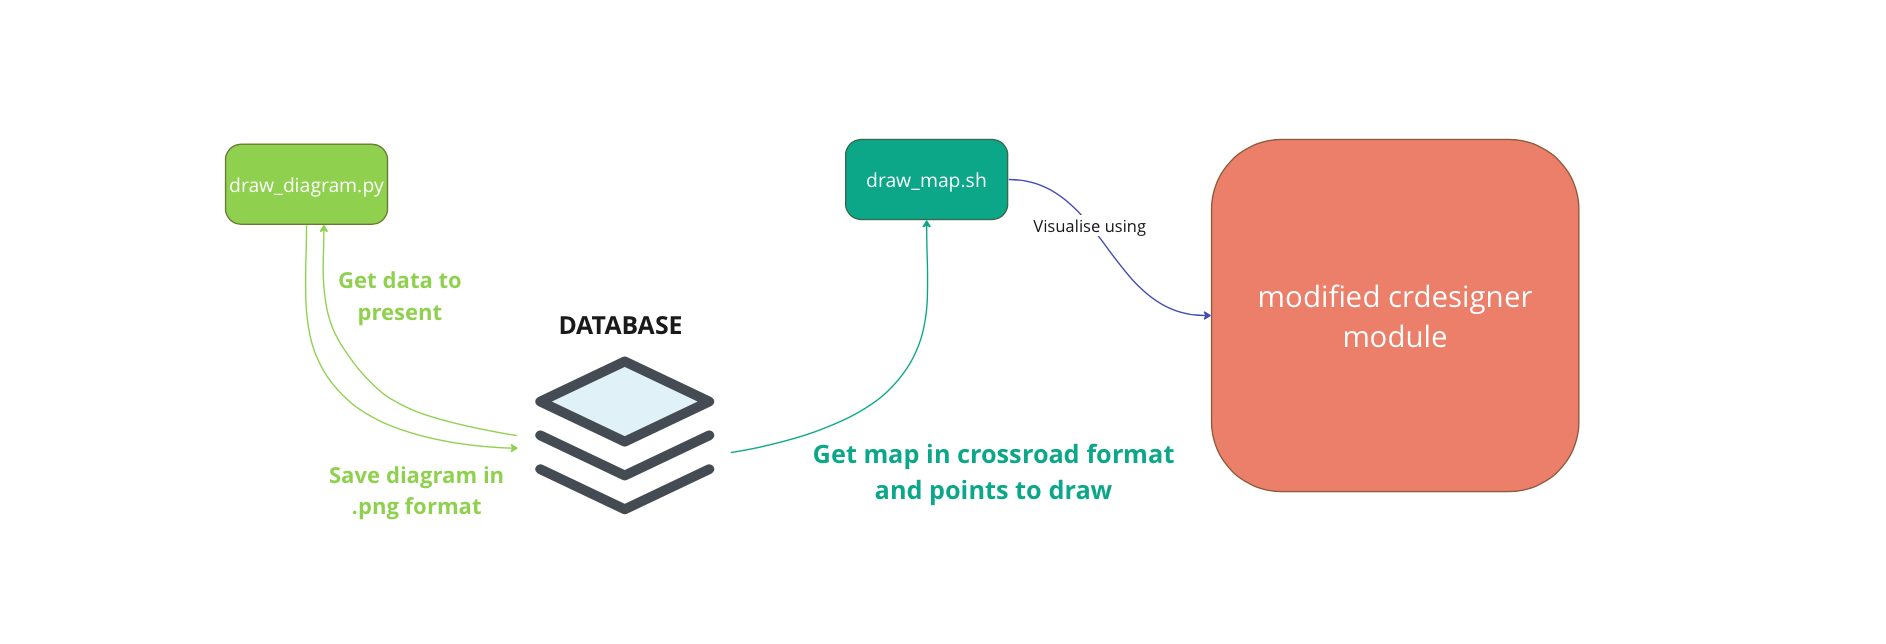 draw_diagram.py
draw_map.sh
Visualise using
Get data to
present
DATABASE
modified crdesigner
module
Save diagram in
.png format
Get map in crossroad format
and points to draw